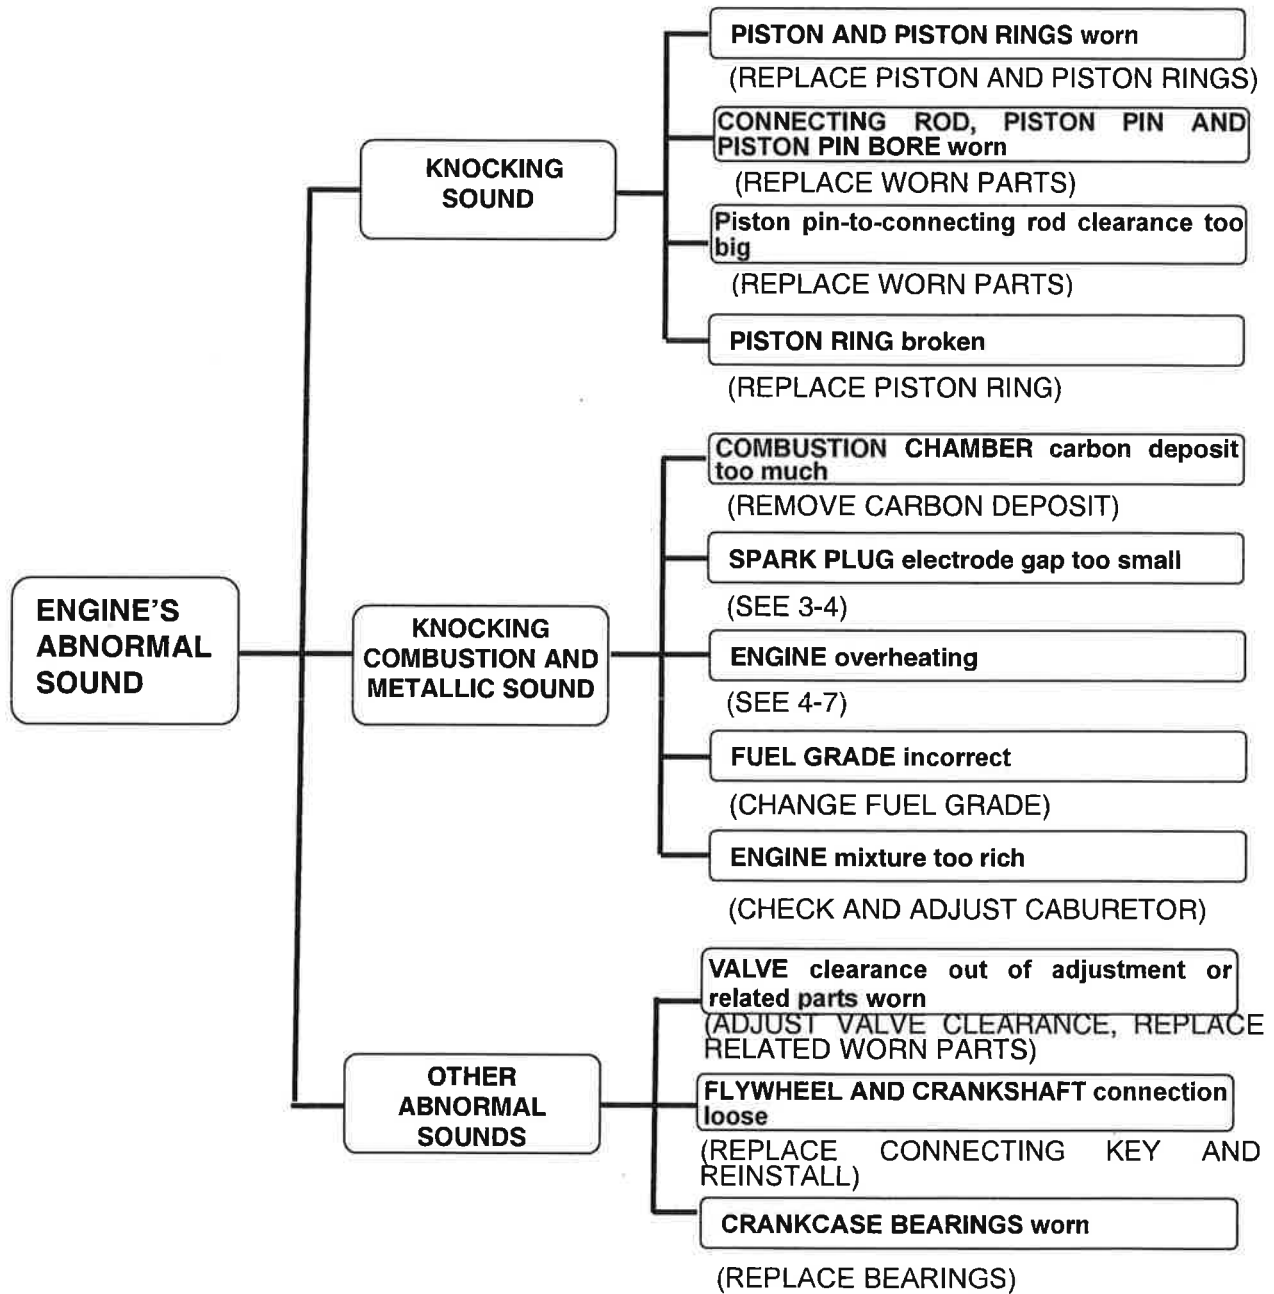 ENGINE’S
ABNORMAL
SOUND
KNOCKING
SOUND
PISTON AND PISTON RINGS worn
(REPLACE PISTON AND PISTON RINGS)
CONNECTING ROD, PISTON PIN AND
PISTON PIN BORE worn
(REPLACE WORN PARTS)
Piston pin-to-connecting rod clearance too
big
(REPLACE WORN PARTS)
PISTON RING broken
(REPLACE PISTON RING)
KNOCKING
COMBUSTION AND
METALLIC SOUND
COMBUSTION CHAMBER carbon deposit
too much
(REMOVE CARBON DEPOSIT)
SPARK PLUG electrode gap too small
(SEE 3-4)
ENGINE overheating
(SEE 4-7)
FUEL GRADE incorrect
(CHANGE FUEL GRADE)
ENGINE mixture too rich
(CHECK AND ADJUST CABURETOR)
OTHER
ABNORMAL
SOUNDS
VALVE clearance out of adjustment or
related parts worn
(ADJUST VALVE CLEARANCE, REPLACE
RELATED WORN PARTS)
FLYWHEEL AND CRANKSHAFT connection
loose
(REPLACE CONNECTING KEY AND
REINSTALL)
CRANKCASE BEARINGS worn
(REPLACE BEARINGS)